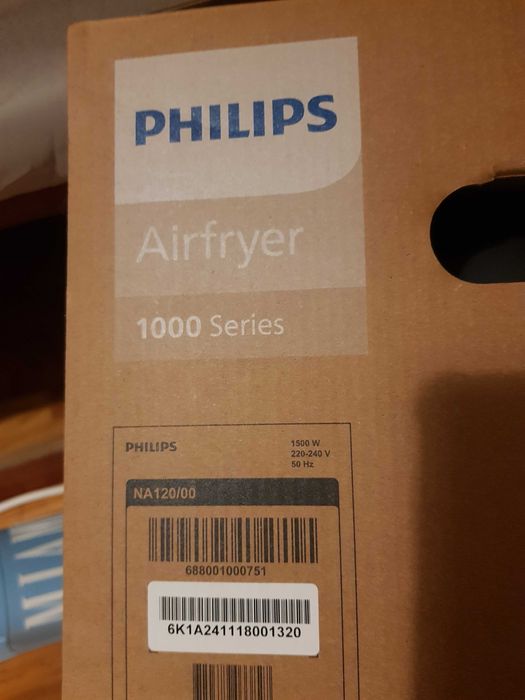 PHILIPS
Airfryer
1000 Series
PHILIPS
1500 W
220-240 V
50 Hz
NA120/00
688001000751
6K1A241118001320